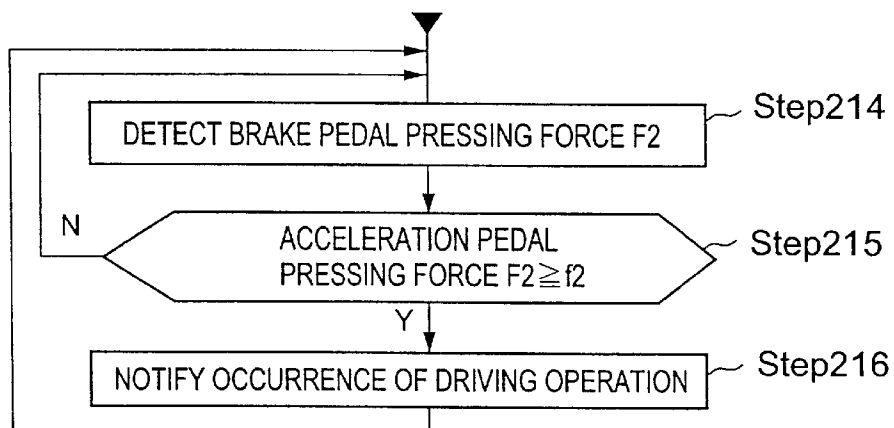 DETECT BRAKE PEDAL PRESSING FORCE F2
Step214
N
ACCELERATION PEDAL
PRESSING FORCE F2≧f2
Step215
Y
NOTIFY OCCURRENCE OF DRIVING OPERATION
Step216